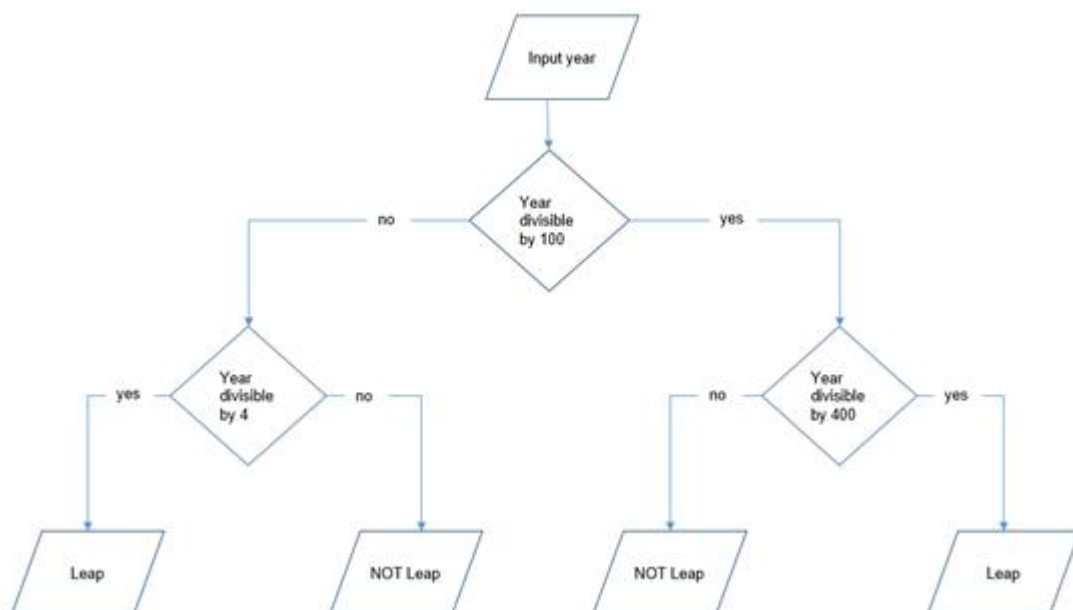 Input year
Year
divisible
by 100
no
yes
Year
divisible
by 4
yes
no
Year
divisible
by 400
no
yes
Leap
NOT Leap
NOT Leap
Leap